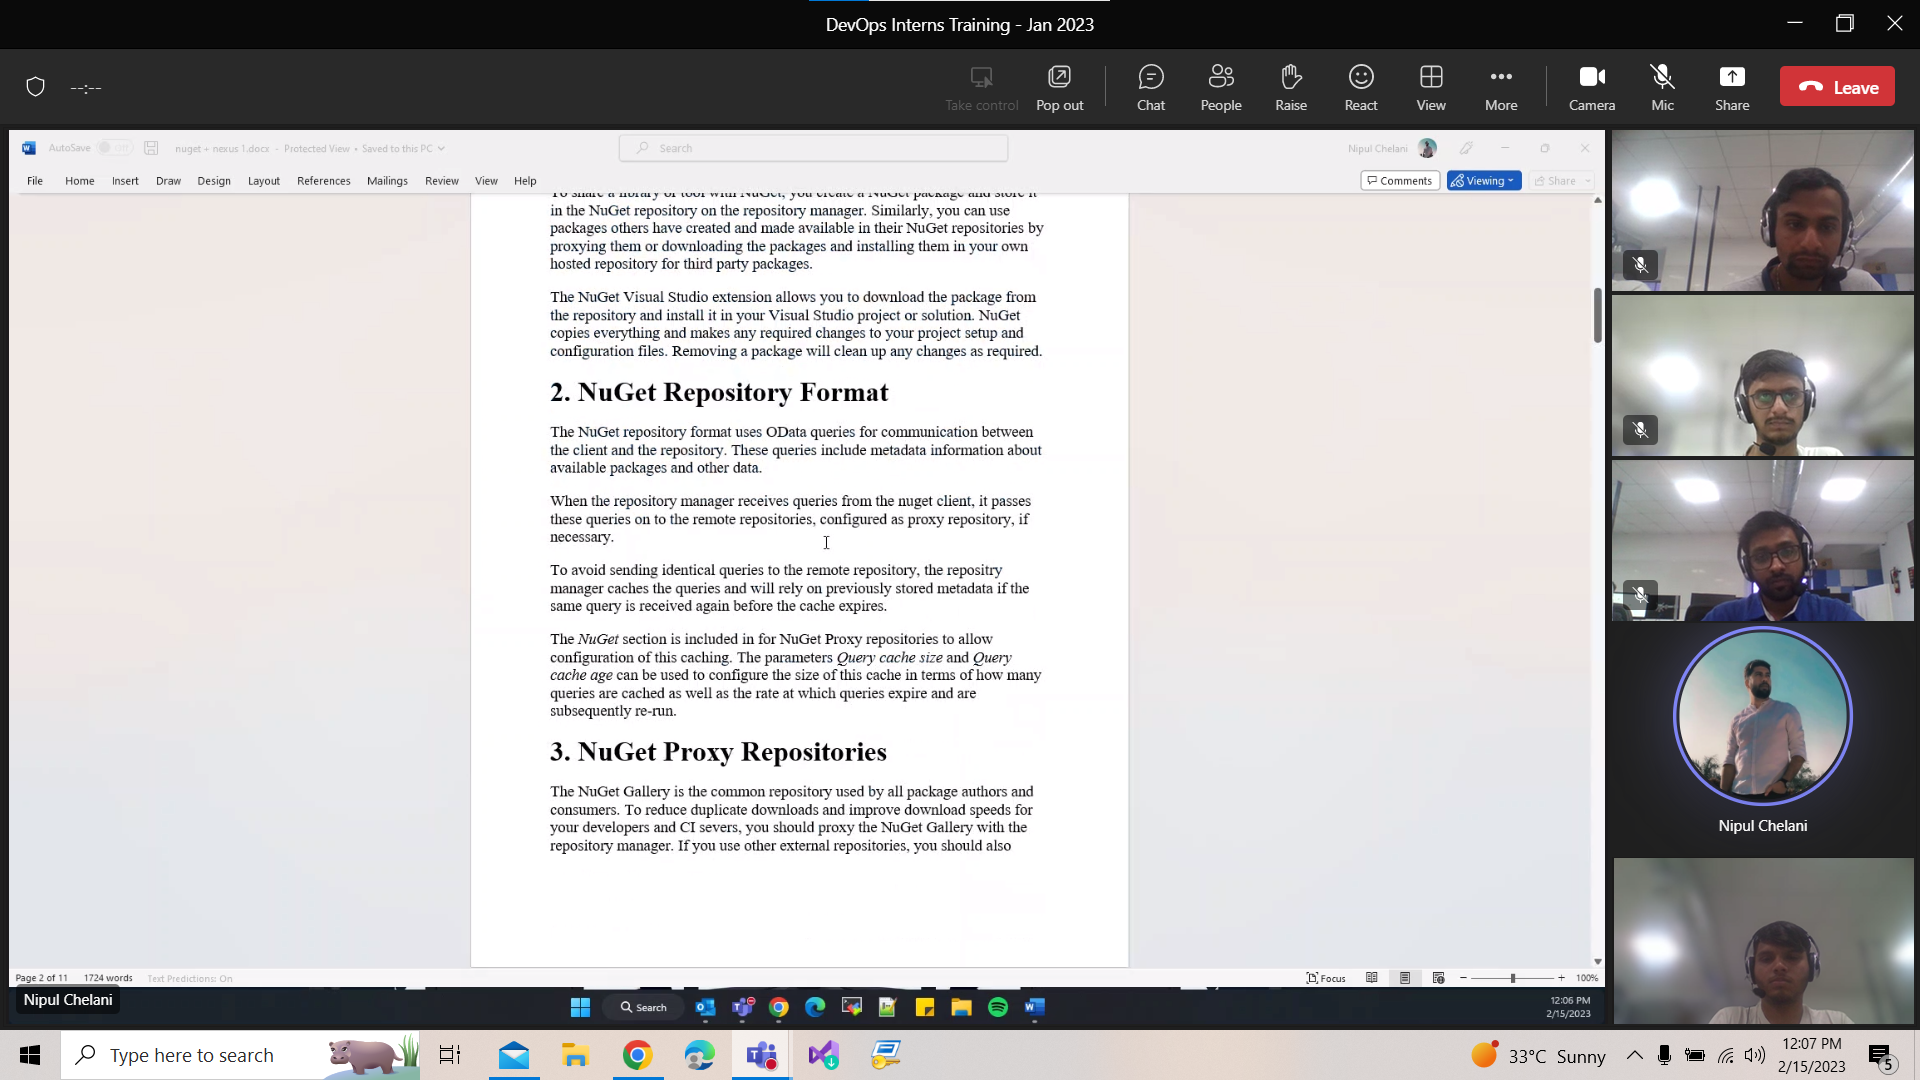 DevOps Interns Training - Jan 2023
--:--
Take control
Pop out
Chat
People
Raise
React
View
More
Camera
Mic
Share
Leave
AutoSave Off
nuget + nexus 1.docx - Protected View • Saved to this PC
Search
Nipul Chelani
File Home Insert Draw Design Layout References Mailings Review View Help
Comments Viewing Share
To share a library or tool with NuGet, you create a NuGet package and store it
in the NuGet repository on the repository manager. Similarly, you can use
packages others have created and made available in their NuGet repositories by
proxying them or downloading the packages and installing them in your own
hosted repository for third party packages.
The NuGet Visual Studio extension allows you to download the package from
the repository and install it in your Visual Studio project or solution. NuGet
copies everything and makes any required changes to your project setup and
configuration files. Removing a package will clean up any changes as required.
2. NuGet Repository Format
The NuGet repository format uses OData queries for communication between
the client and the repository. These queries include metadata information about
available packages and other data.
When the repository manager receives queries from the nuget client, it passes
these queries on to the remote repositories, configured as proxy repository, if
necessary.
To avoid sending identical queries to the remote repository, the repositry
manager caches the queries and will rely on previously stored metadata if the
same query is received again before the cache expires.
The NuGet section is included in for NuGet Proxy repositories to allow
configuration of this caching. The parameters Query cache size and Query
cache age can be used to configure the size of this cache in terms of how many
queries are cached as well as the rate at which queries expire and are
subsequently re-run.
3. NuGet Proxy Repositories
The NuGet Gallery is the common repository used by all package authors and
consumers. To reduce duplicate downloads and improve download speeds for
your developers and CI severs, you should proxy the NuGet Gallery with the
repository manager. If you use other external repositories, you should also
Nipul Chelani
Page 2 of 11 1724 words Text Predictions: On
Focus
100%
Nipul Chelani
Search
12:06 PM
2/15/2023
Type here to search
33°C Sunny
12:07 PM
2/15/2023
5